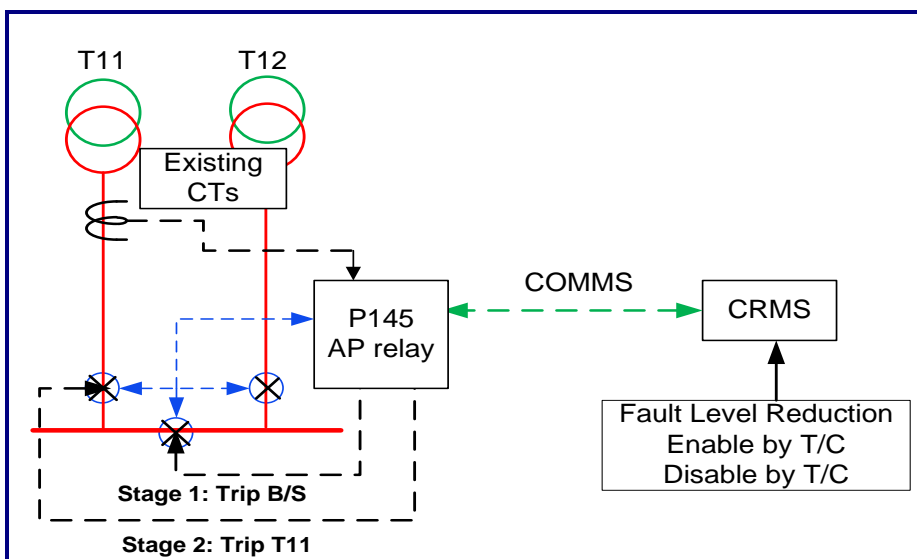 T11
T12
Existing
CTs
COMMS
P145
AP relay
CRMS
Fault Level Reduction
Enable by T/C
Disable by T/C
Stage 1: Trip B/S
Stage 2: Trip T11